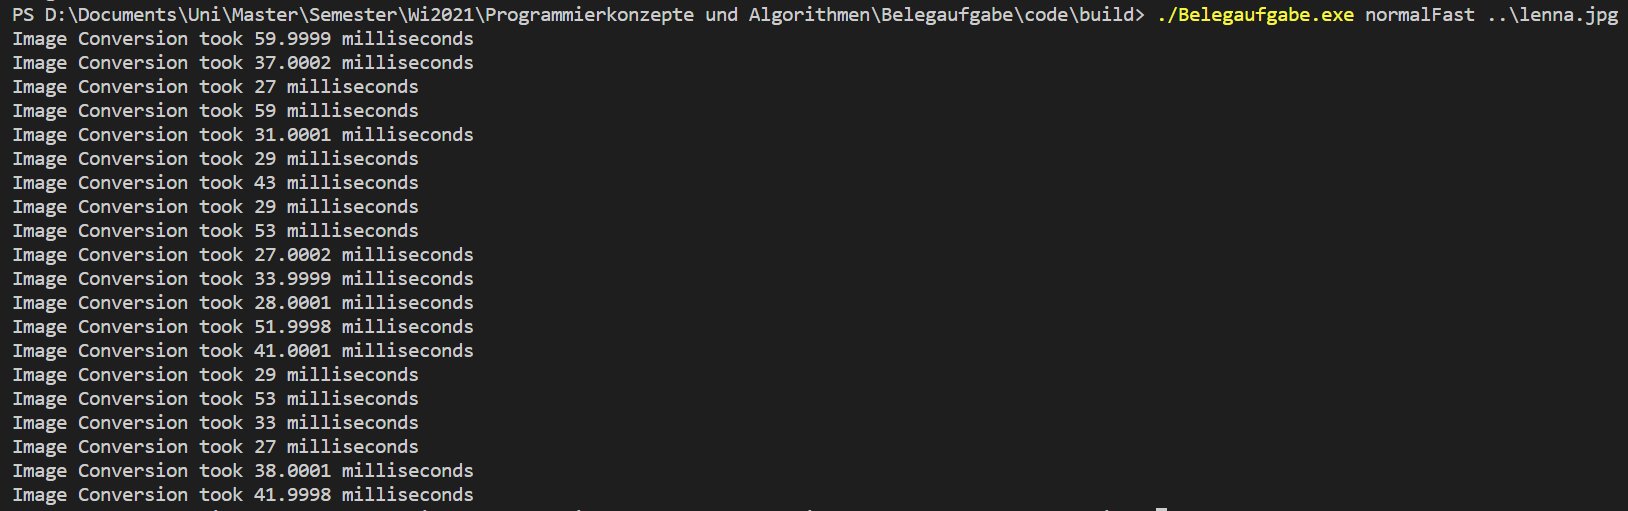 PS D:\Documents\Uni\Master\Semester\Wi2021\Programmierkonzepte und Algorithmen\Belegaufgabe\code\build> ./Belegaufgabe.exe normalFast ..\lenna.jpg
Image Conversion took 59.9999 milliseconds
Image Conversion took 37.0002 milliseconds
Image Conversion took 27 milliseconds
Image Conversion took 59 milliseconds
Image Conversion took 31.0001 milliseconds
Image Conversion took 29 milliseconds
Image Conversion took 43 milliseconds
Image Conversion took 29 milliseconds
Image Conversion took 53 milliseconds
Image Conversion took 27.0002 milliseconds
Image Conversion took 33.9999 milliseconds
Image Conversion took 28.0001 milliseconds
Image Conversion took 51.9998 milliseconds
Image Conversion took 41.0001 milliseconds
Image Conversion took 29 milliseconds
Image Conversion took 53 milliseconds
Image Conversion took 33 milliseconds
Image Conversion took 27 milliseconds
Image Conversion took 38.0001 milliseconds
Image Conversion took 41.9998 milliseconds